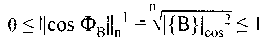 0 ≤ ||cos Φ_B||_n^1 = ⁿ√(|{B}|_cos^2) ≤ 1